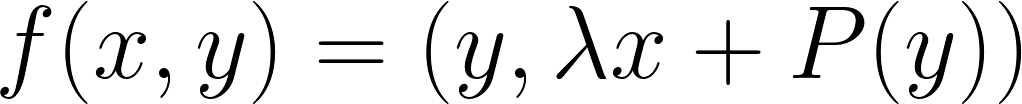 f(x, y) = (y, λx + P(y))